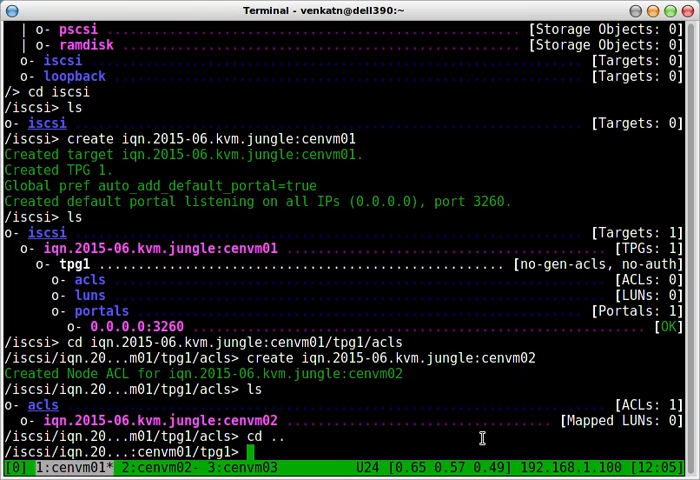 Terminal - venkatn@dell390:~
| o- pscsi ................................................... [Storage Objects: 0]
| o- ramdisk ................................................. [Storage Objects: 0]
o- iscsi ............................................................ [Targets: 0]
o- loopback ......................................................... [Targets: 0]
/> cd iscsi
/iscsi> ls
o- iscsi .............................................................. [Targets: 0]
/iscsi> create iqn.2015-06.kvm.jungle:cenvm01
Created target iqn.2015-06.kvm.jungle:cenvm01.
Created TPG 1.
Global pref auto_add_default_portal=true
Created default portal listening on all IPs (0.0.0.0), port 3260.
/iscsi> ls
o- iscsi .............................................................. [Targets: 1]
o- iqn.2015-06.kvm.jungle:cenvm01 ...................................... [TPGs: 1]
o- tpg1 .................................................. [no-gen-acls, no-auth]
o- acls ............................................................ [ACLs: 0]
o- luns ............................................................ [LUNs: 0]
o- portals ...................................................... [Portals: 1]
o- 0.0.0.0:3260 ....................................................... [OK]
/iscsi> cd iqn.2015-06.kvm.jungle:cenvm01/tpg1/acls
/iscsi/iqn.20...m01/tpg1/acls> create iqn.2015-06.kvm.jungle:cenvm02
Created Node ACL for iqn.2015-06.kvm.jungle:cenvm02
/iscsi/iqn.20...m01/tpg1/acls> ls
o- acls .................................................................. [ACLs: 1]
o- iqn.2015-06.kvm.jungle:cenvm02 ................................ [Mapped LUNs: 0]
/iscsi/iqn.20...m01/tpg1/acls> cd ..
/iscsi/iqn.20...:cenvm01/tpg1>
[0] 1:cenvm01* 2:cenvm02- 3:cenvm03 U24 [0.65 0.57 0.49] 192.168.1.100 [12:05]